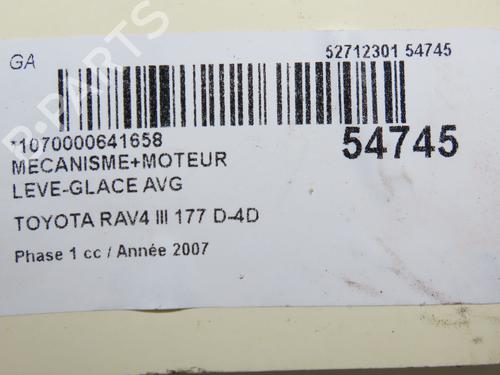 GA
52712301 54745
*1070000641658
54745
MECANISME+MOTEUR
LEVE-GLACE AVG
TOYOTA RAV4 III 177 D-4D
Phase 1 cc / Année 2007
B-PARTS